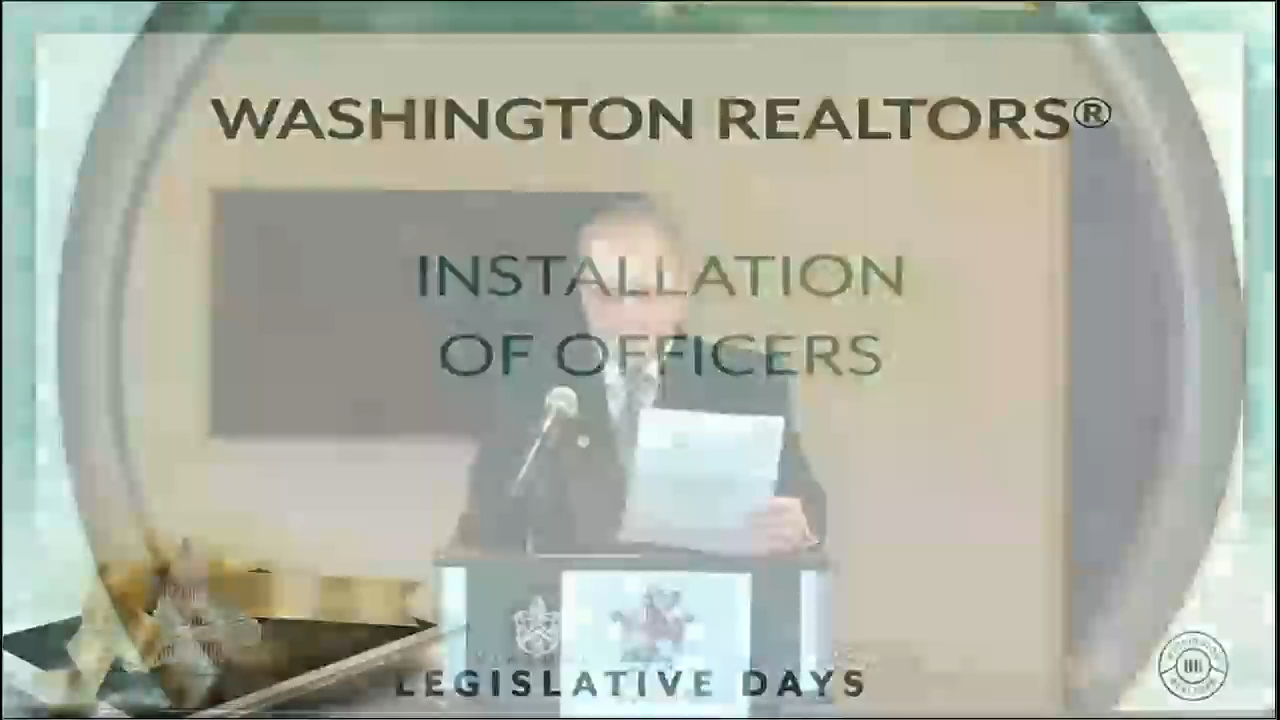 WASHINGTON REALTORS®
INSTALLATION
OF OFFICERS
LEGISLATIVE DAYS